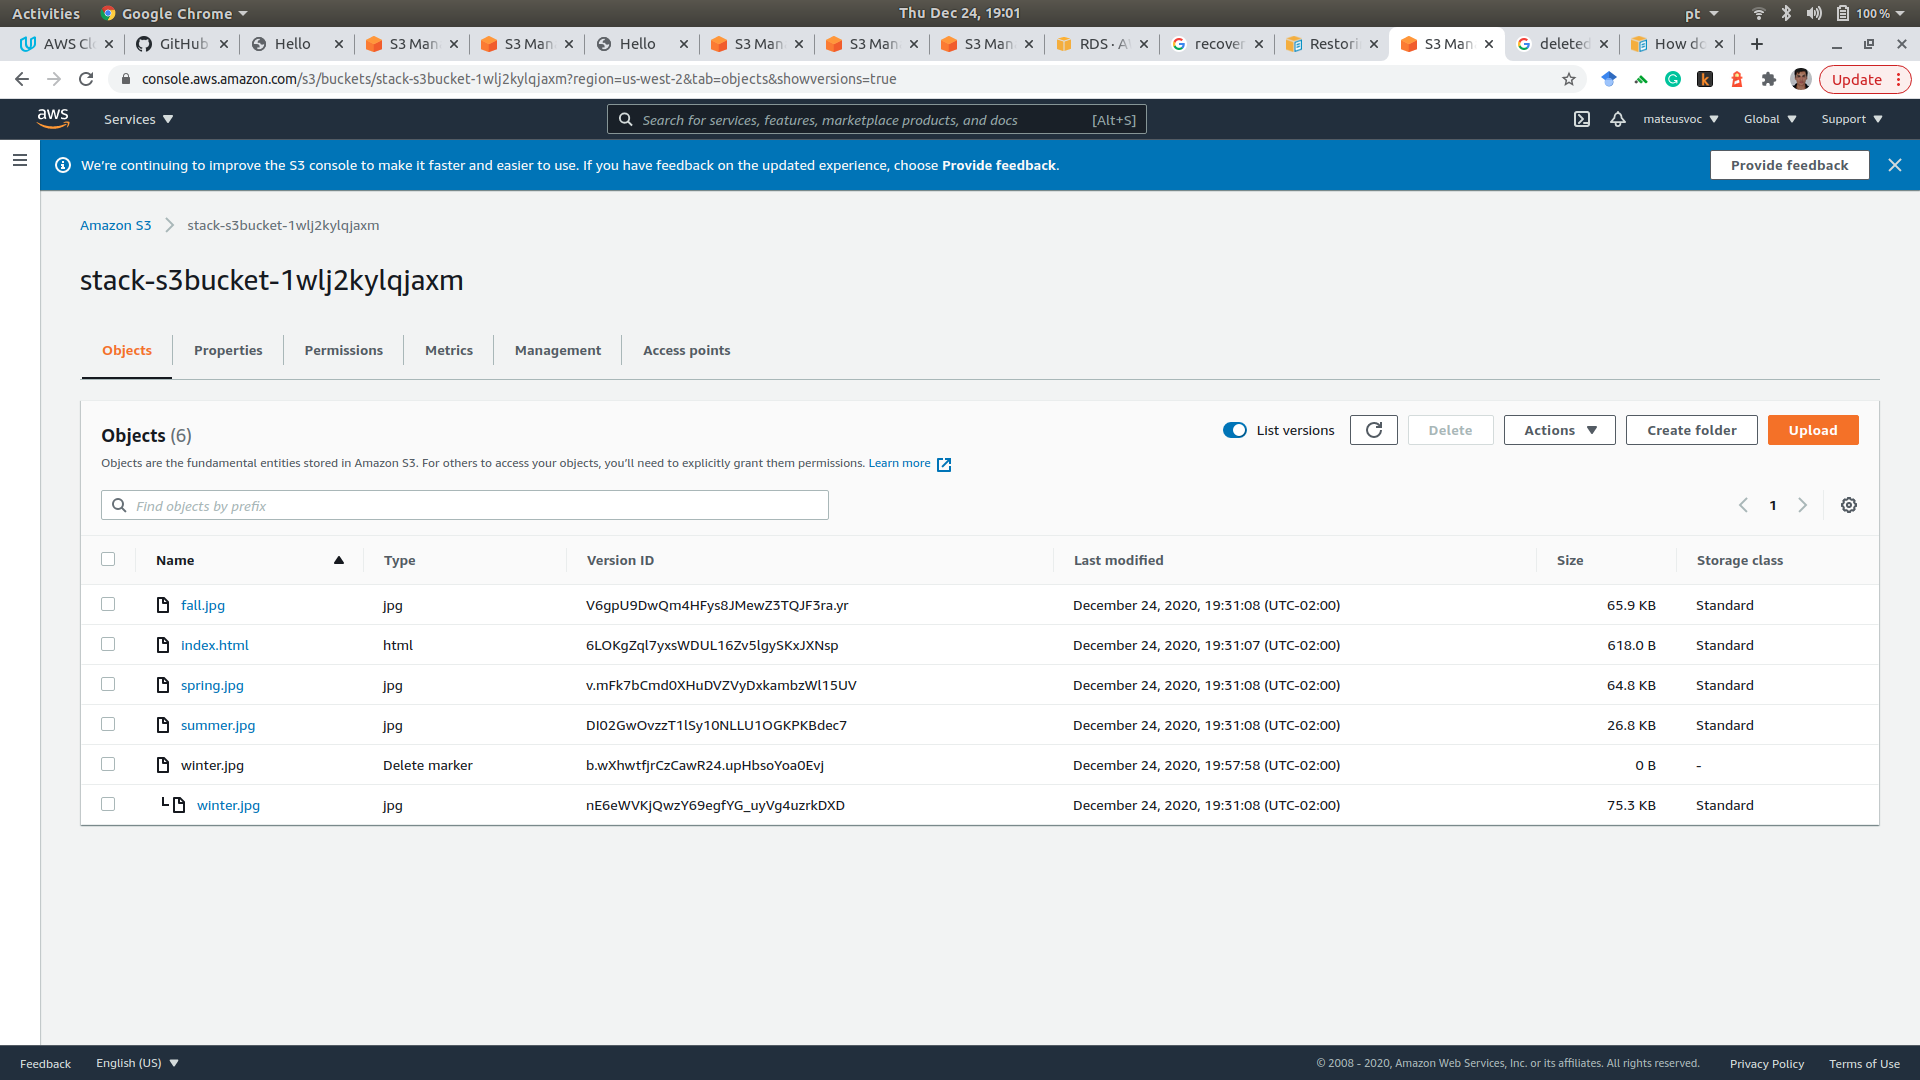 Activities Google Chrome Thu Dec 24, 19:01 pt 100 %
AWS Cl GitHub Hello S3 Man S3 Man Hello S3 Man S3 Man S3 Man RDS · A recover Restori S3 Man deleted How do
console.aws.amazon.com/s3/buckets/stack-s3bucket-1wlj2kylqjaxm?region=us-west-2&tab=objects&showversions=true Update
aws Services Search for services, features, marketplace products, and docs [Alt+S] mateusvoc Global Support
We're continuing to improve the S3 console to make it faster and easier to use. If you have feedback on the updated experience, choose Provide feedback. Provide feedback
Amazon S3 stack-s3bucket-1wlj2kylqjaxm
stack-s3bucket-1wlj2kylqjaxm
Objects Properties Permissions Metrics Management Access points
Objects (6) List versions Delete Actions Create folder Upload
Objects are the fundamental entities stored in Amazon S3. For others to access your objects, you'll need to explicitly grant them permissions. Learn more
Find objects by prefix 1
Name Type Version ID Last modified Size Storage class
fall.jpg jpg V6gpU9DwQm4HFys8JMewZ3TQJF3ra.yr December 24, 2020, 19:31:08 (UTC-02:00) 65.9 KB Standard
index.html html 6LOKgZql7yxsWDUL16Zv5lgySKxJXNsp December 24, 2020, 19:31:07 (UTC-02:00) 618.0 B Standard
spring.jpg jpg v.mFk7bCmd0XHuDVZVyDxkambzWl15UV December 24, 2020, 19:31:08 (UTC-02:00) 64.8 KB Standard
summer.jpg jpg DI02GwOvzzT1lSy10NLLU1OGKPKBdec7 December 24, 2020, 19:31:08 (UTC-02:00) 26.8 KB Standard
winter.jpg Delete marker b.wXhwtfJrCzCawR24.upHbsoYoa0Evj December 24, 2020, 19:57:58 (UTC-02:00) 0 B -
winter.jpg jpg nE6eWVKJQwzY69egfYG_uyVg4uzrkDXD December 24, 2020, 19:31:08 (UTC-02:00) 75.3 KB Standard
Feedback English (US) © 2008 - 2020, Amazon Web Services, Inc. or its affiliates. All rights reserved. Privacy Policy Terms of Use